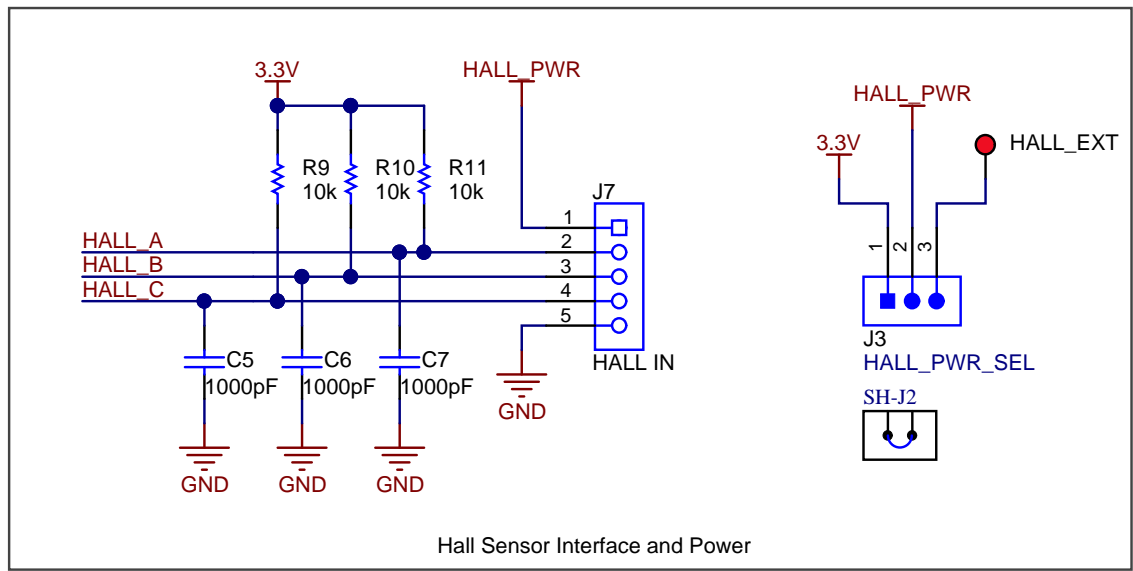 3.3V
HALL_PWR
R9
10k
R10
10k
R11
10k
J7
HALL_A
HALL_B
HALL_C
1
2
3
4
5
HALL IN
C5
1000pF
C6
1000pF
C7
1000pF
GND
GND
GND
GND
HALL_PWR
3.3V
HALL_EXT
1
2
3
J3
HALL_PWR_SEL
SH-J2
Hall Sensor Interface and Power